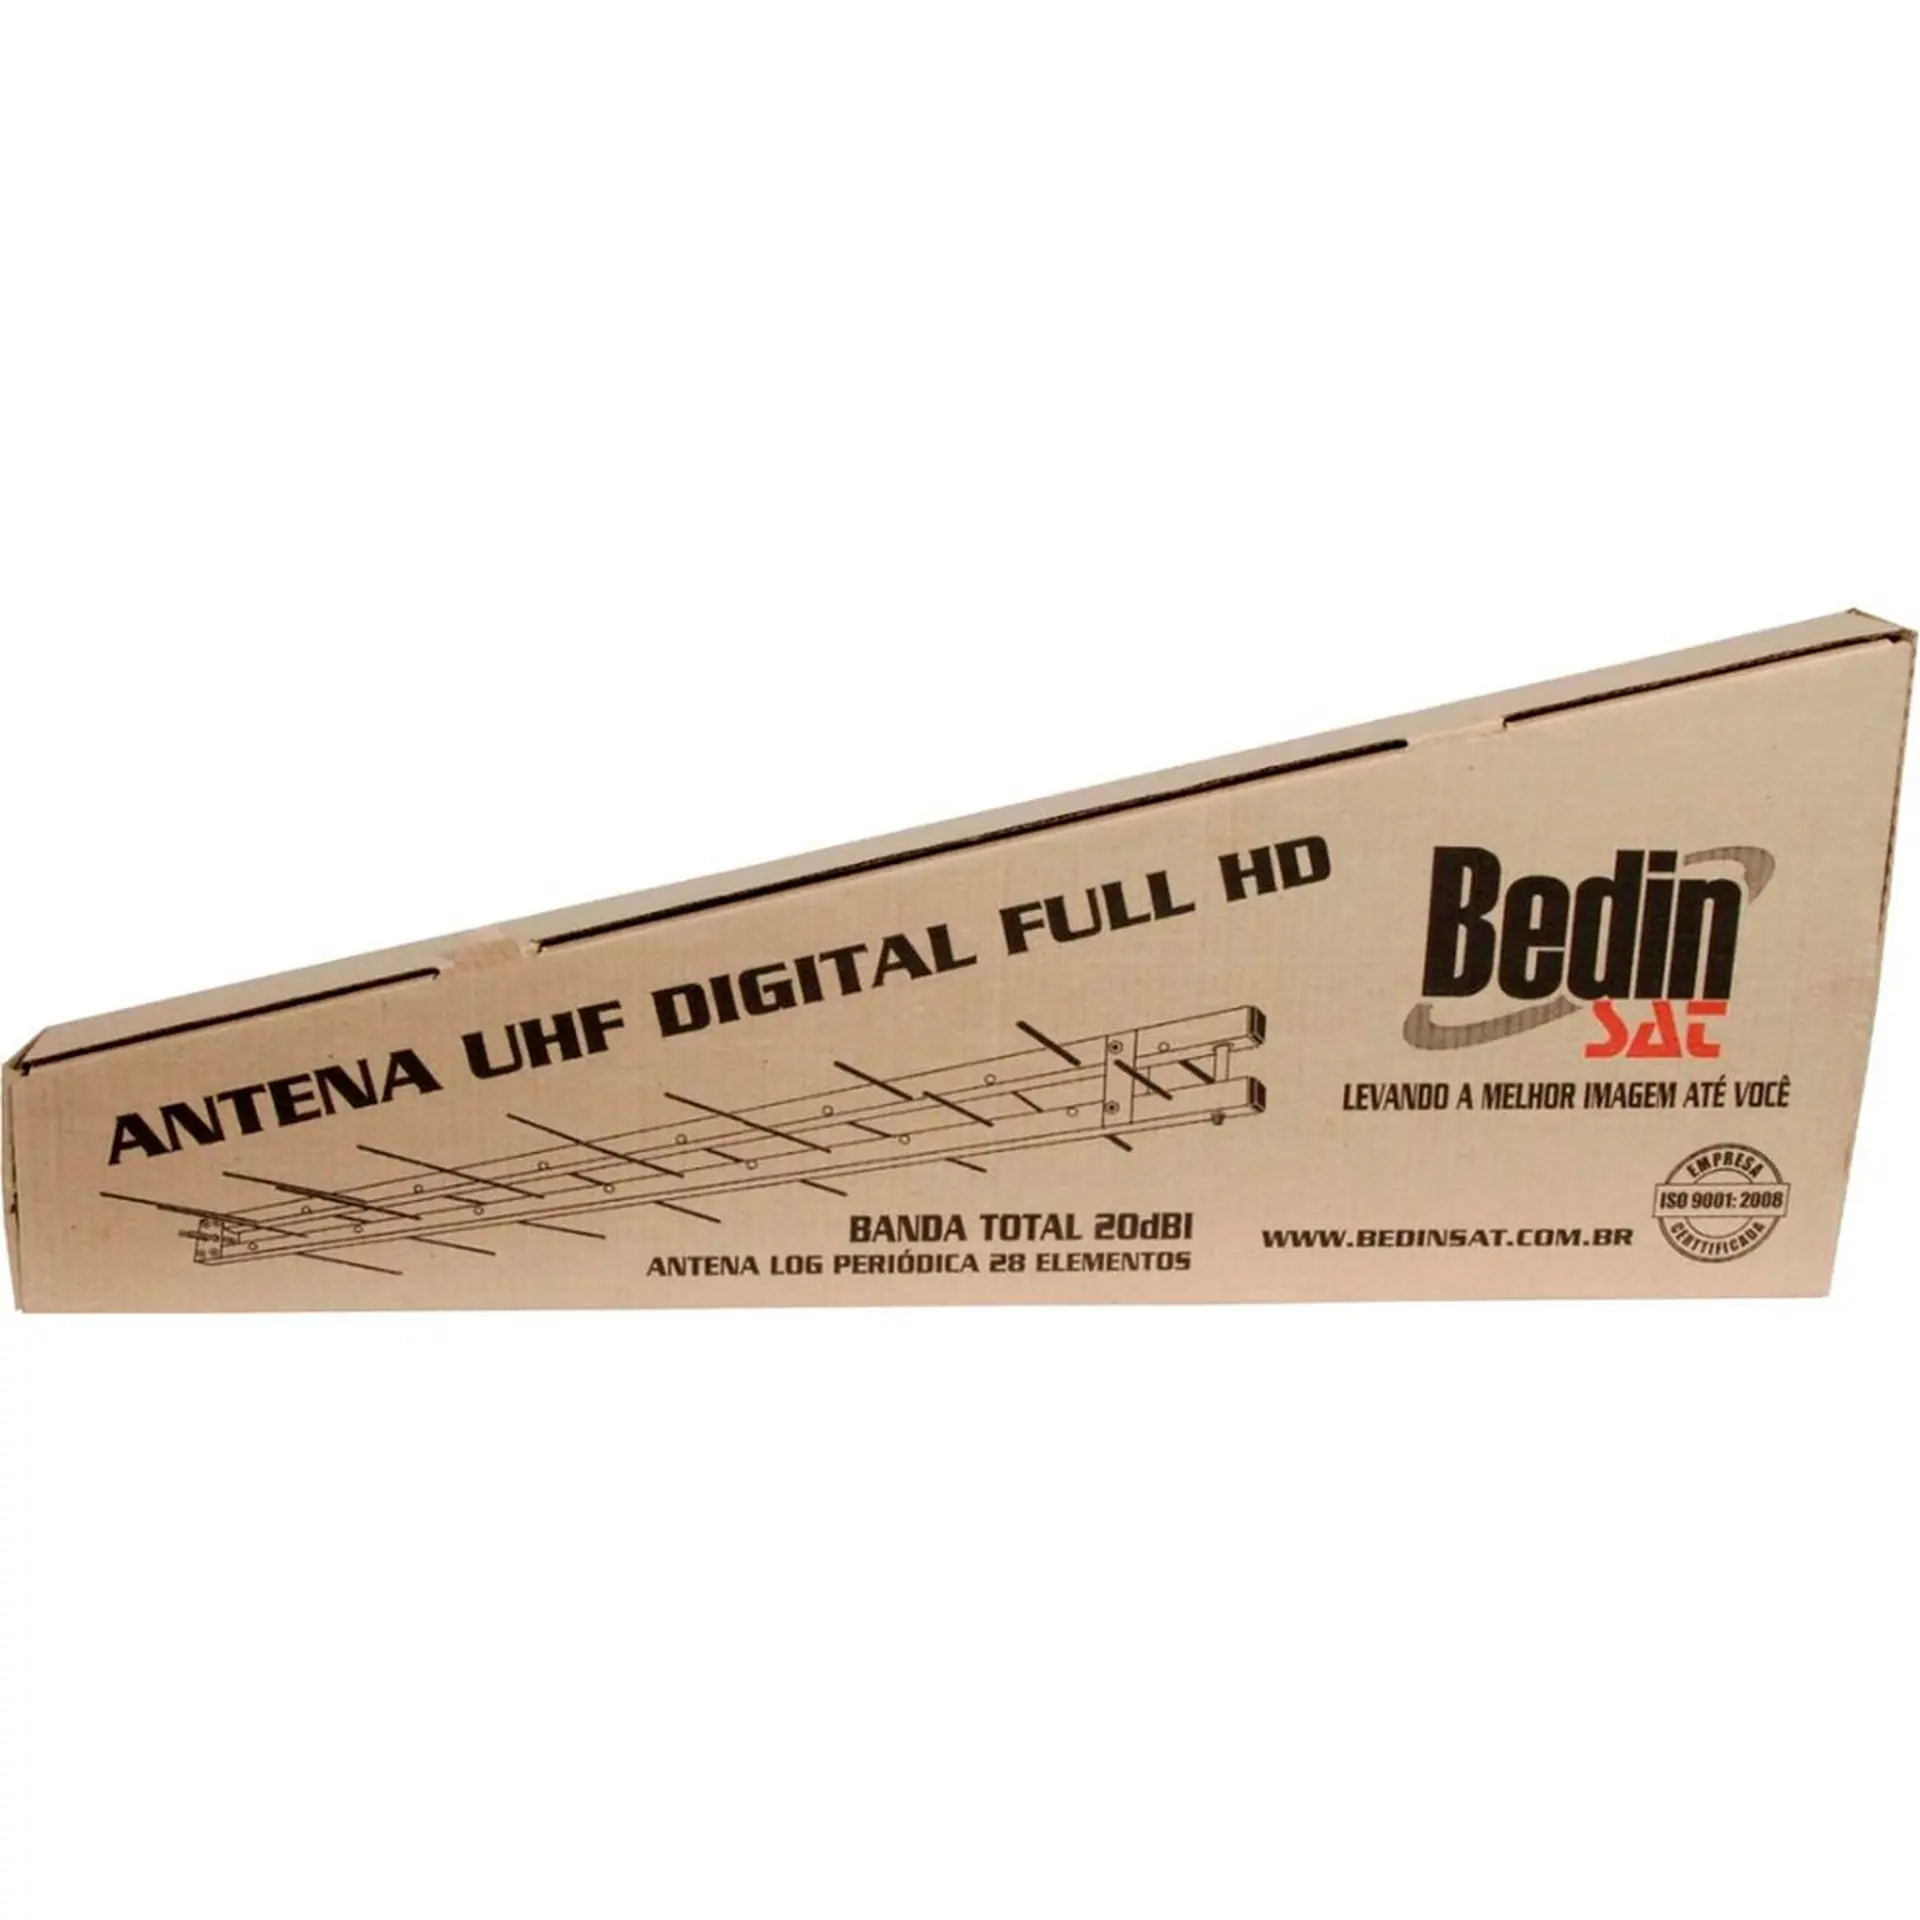 ANTENA UHF DIGITAL FULL HD
Bedin
SAT
LEVANDO A MELHOR IMAGEM ATÉ VOCÊ
BANDA TOTAL 20dBI
ANTENA LOG PERIÓDICA 28 ELEMENTOS
WWW.BEDINSAT.COM.BR
EMPRESA
ISO 9001:2008
CERTTIFICADA